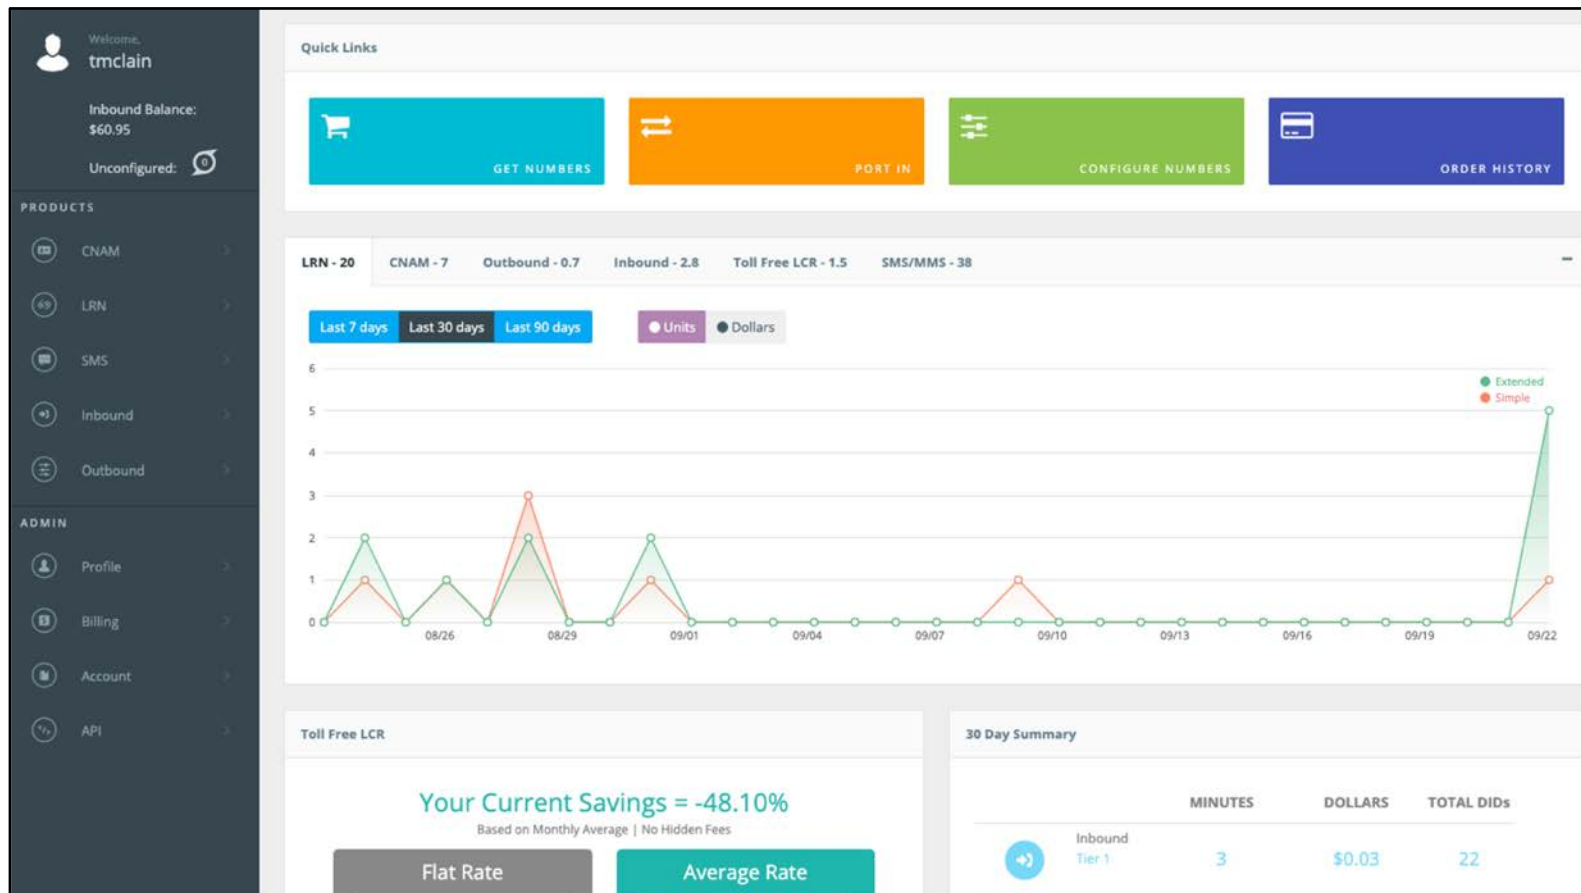 Welcome,
tmclain
Inbound Balance:
$60.95
Unconfigured: 0
PRODUCTS
CNAM
LRN
SMS
Inbound
Outbound
ADMIN
Profile
Billing
Account
API
Quick Links
GET NUMBERS
PORT IN
CONFIGURE NUMBERS
ORDER HISTORY
LRN - 20 CNAM - 7 Outbound - 0.7 Inbound - 2.8 Toll Free LCR - 1.5 SMS/MMS - 38
Last 7 days Last 30 days Last 90 days Units Dollars
Extended
Simple
6
5
4
3
2
1
0
08/26 08/29 09/01 09/04 09/07 09/10 09/13 09/16 09/19 09/22
Toll Free LCR
Your Current Savings = -48.10%
Based on Monthly Average | No Hidden Fees
Flat Rate Average Rate
30 Day Summary
MINUTES DOLLARS TOTAL DIDs
Inbound
Tier 1 3 $0.03 22